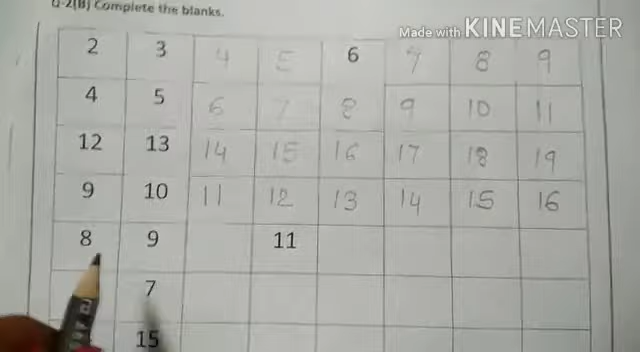 Q-2(B) Complete the blanks.
Made with KINEMASTER
2 3 4 5 6 7 8 9
4 5 6 7 8 9 10 11
12 13 14 15 16 17 18 19
9 10 11 12 13 14 15 16
8 9 11
7
15